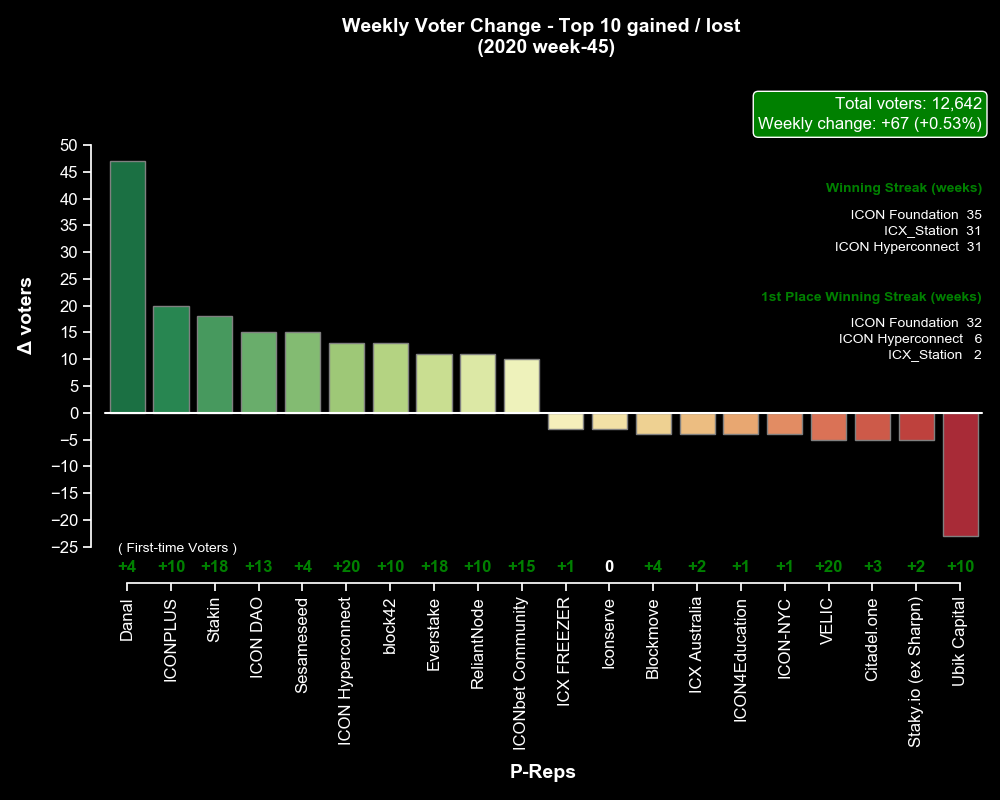 Weekly Voter Change - Top 10 gained / lost
(2020 week-45)
Total voters: 12,642
Weekly change: +67 (+0.53%)
Winning Streak (weeks)
ICON Foundation 35
ICX_Station 31
ICON Hyperconnect 31
1st Place Winning Streak (weeks)
ICON Foundation 32
ICON Hyperconnect 6
ICX_Station 2
Δ voters
50
45
40
35
30
25
20
15
10
5
0
−5
−10
−15
−20
−25
( First-time Voters )
+4 +10 +18 +13 +4 +20 +10 +18 +10 +15 +1 0 +4 +2 +1 +1 +20 +3 +2 +10
Danal
ICONPLUS
Stakin
ICON DAO
Sesameseed
ICON Hyperconnect
block42
Everstake
ReliantNode
ICONbet Community
ICX FREEZER
Iconserve
Blockmove
ICX Australia
ICON4Education
ICON-NYC
VELIC
Citadel.one
Staky.io (ex Sharpn)
Ubik Capital
P-Reps